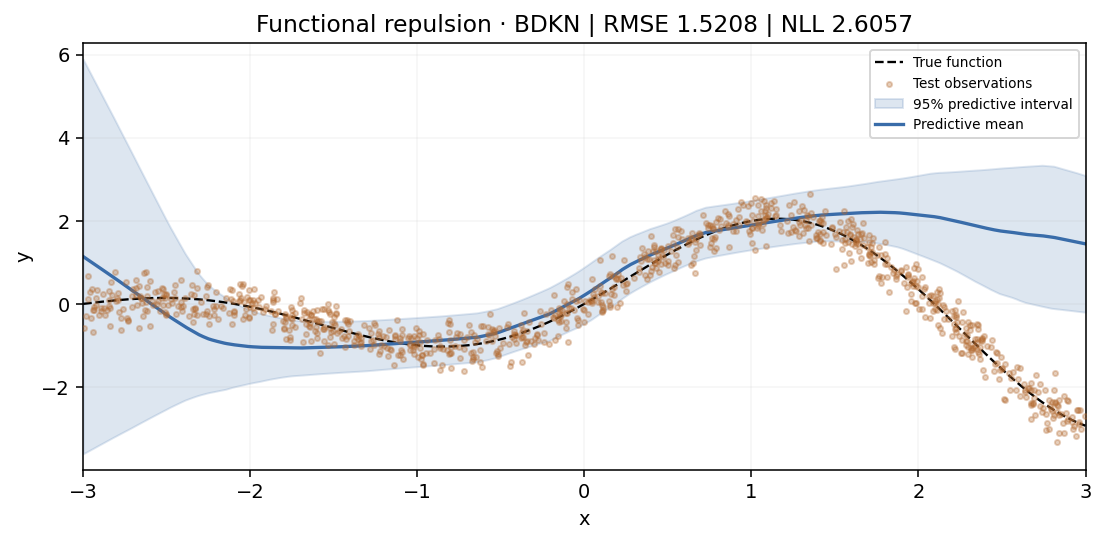 Functional repulsion · BDKN | RMSE 1.5208 | NLL 2.6057
True function
Test observations
95% predictive interval
Predictive mean
6
4
2
0
−2
y
−3
−2
−1
0
1
2
3
x